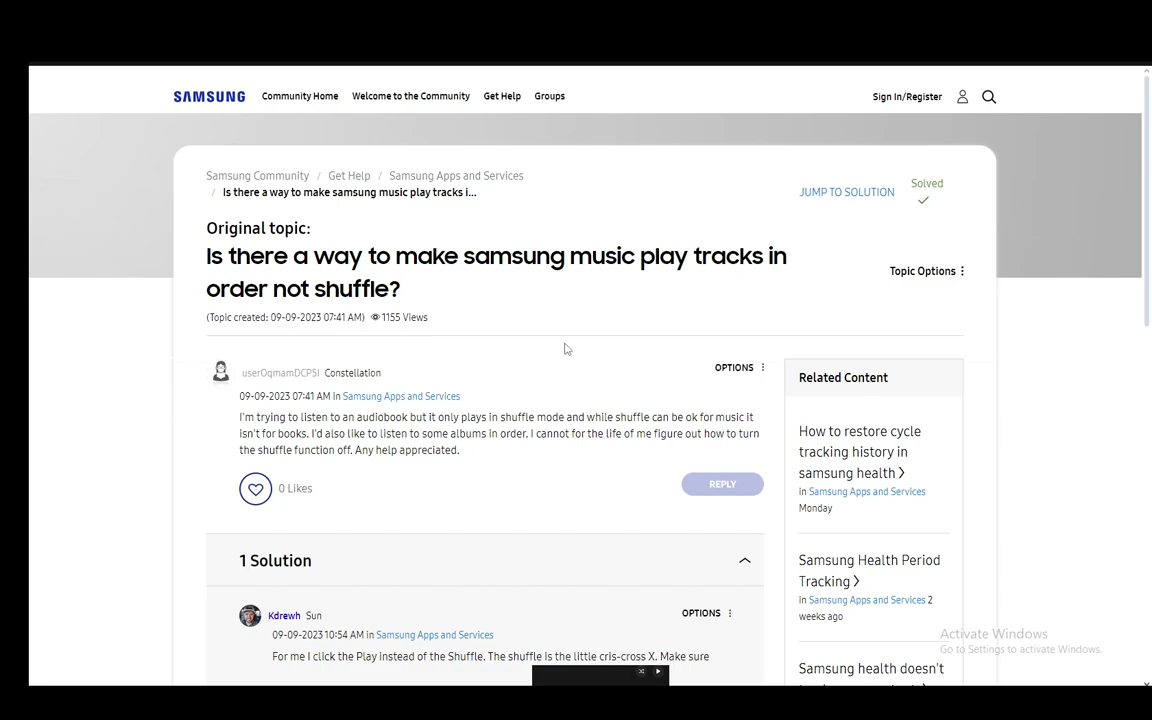 SAMSUNG Community Home Welcome to the Community Get Help Groups Sign In/Register
Samsung Community / Get Help / Samsung Apps and Services
/ Is there a way to make samsung music play tracks i...
JUMP TO SOLUTION
Solved
Original topic:
Is there a way to make samsung music play tracks in
order not shuffle?
Topic Options
(Topic created: 09-09-2023 07:41 AM) 1155 Views
userOqmamDCP5I Constellation
OPTIONS
09-09-2023 07:41 AM in Samsung Apps and Services
I'm trying to listen to an audiobook but it only plays in shuffle mode and while shuffle can be ok for music it
isn't for books. I'd also like to listen to some albums in order. I cannot for the life of me figure out how to turn
the shuffle function off. Any help appreciated.
0 Likes
REPLY
1 Solution
Kdrewh Sun
OPTIONS
09-09-2023 10:54 AM in Samsung Apps and Services
For me I click the Play instead of the Shuffle. The shuffle is the little cris-cross X. Make sure
Related Content
How to restore cycle
tracking history in
samsung health
in Samsung Apps and Services
Monday
Samsung Health Period
Tracking
in Samsung Apps and Services 2
weeks ago
Samsung health doesn't
Activate Windows
Go to Settings to activate Windows.